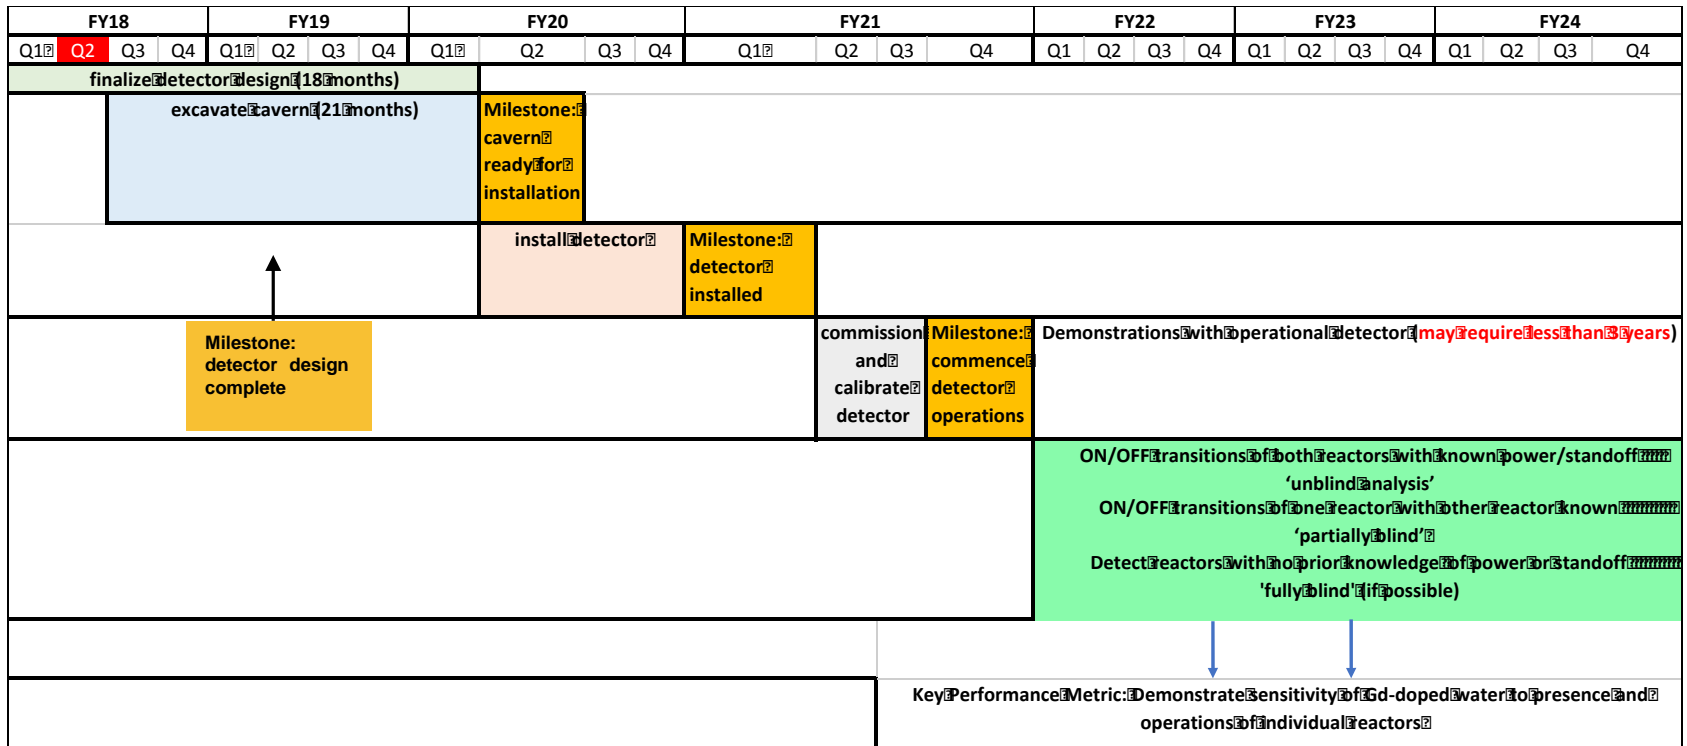 FY18 FY19 FY20 FY21 FY22 FY23 FY24
Q1 Q2 Q3 Q4 Q1 Q2 Q3 Q4 Q1 Q2 Q3 Q4 Q1 Q2 Q3 Q4 Q1 Q2 Q3 Q4 Q1 Q2 Q3 Q4 Q1 Q2 Q3 Q4
finalize detector design (18 months)
excavate cavern (21 months)
Milestone:
cavern
ready for
installation
install detector
Milestone:
detector
installed
Milestone:
detector design
complete
commission
and
calibrate
detector
Milestone:
commence
detector
operations
Demonstrations with operational detector (may require less than 3 years)
ON/OFF transitions of both reactors with known power/standoff
‘unblind analysis’
ON/OFF transitions of one reactor with other reactor known
‘partially blind’
Detect reactors with no prior knowledge of power or standoff
'fully blind' (if possible)
Key Performance Metric: Demonstrate sensitivity of Gd-doped water to presence and
operations of individual reactors